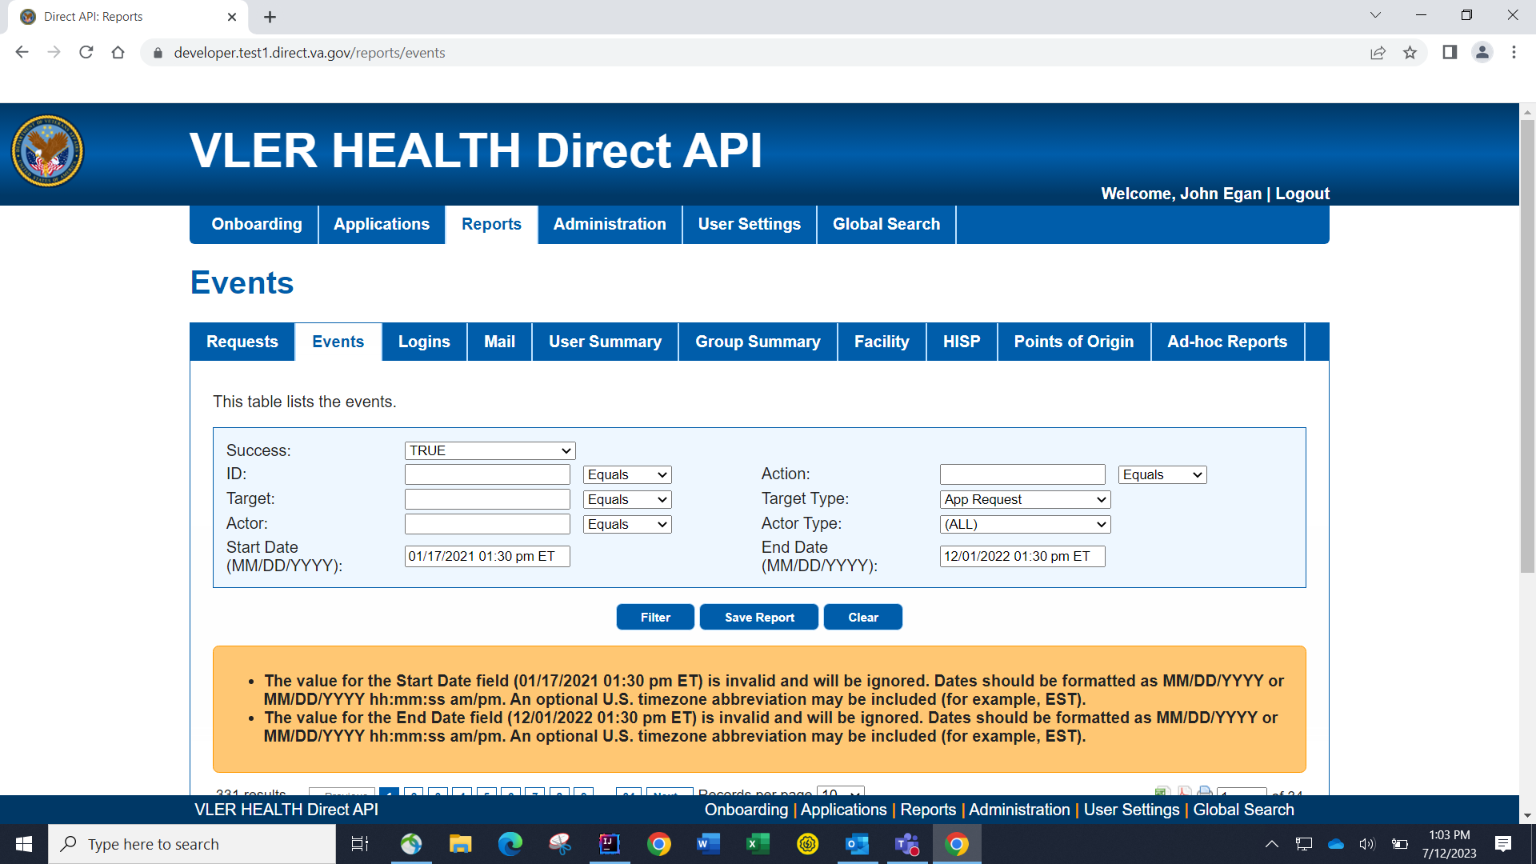 Direct API: Reports
developer.test1.direct.va.gov/reports/events
VLER HEALTH Direct API
Welcome, John Egan | Logout
Onboarding Applications Reports Administration User Settings Global Search
Events
Requests Events Logins Mail User Summary Group Summary Facility HISP Points of Origin Ad-hoc Reports
This table lists the events.
Success: TRUE
ID: Equals Action: Equals
Target: Equals Target Type: App Request
Actor: Equals Actor Type: (ALL)
Start Date
(MM/DD/YYYY): 01/17/2021 01:30 pm ET
End Date
(MM/DD/YYYY): 12/01/2022 01:30 pm ET
Filter Save Report Clear
• The value for the Start Date field (01/17/2021 01:30 pm ET) is invalid and will be ignored. Dates should be formatted as MM/DD/YYYY or
MM/DD/YYYY hh:mm:ss am/pm. An optional U.S. timezone abbreviation may be included (for example, EST).
• The value for the End Date field (12/01/2022 01:30 pm ET) is invalid and will be ignored. Dates should be formatted as MM/DD/YYYY or
MM/DD/YYYY hh:mm:ss am/pm. An optional U.S. timezone abbreviation may be included (for example, EST).
331 results Records per page 10 of 34
VLER HEALTH Direct API Onboarding | Applications | Reports | Administration | User Settings | Global Search
Type here to search
1:03 PM
7/12/2023